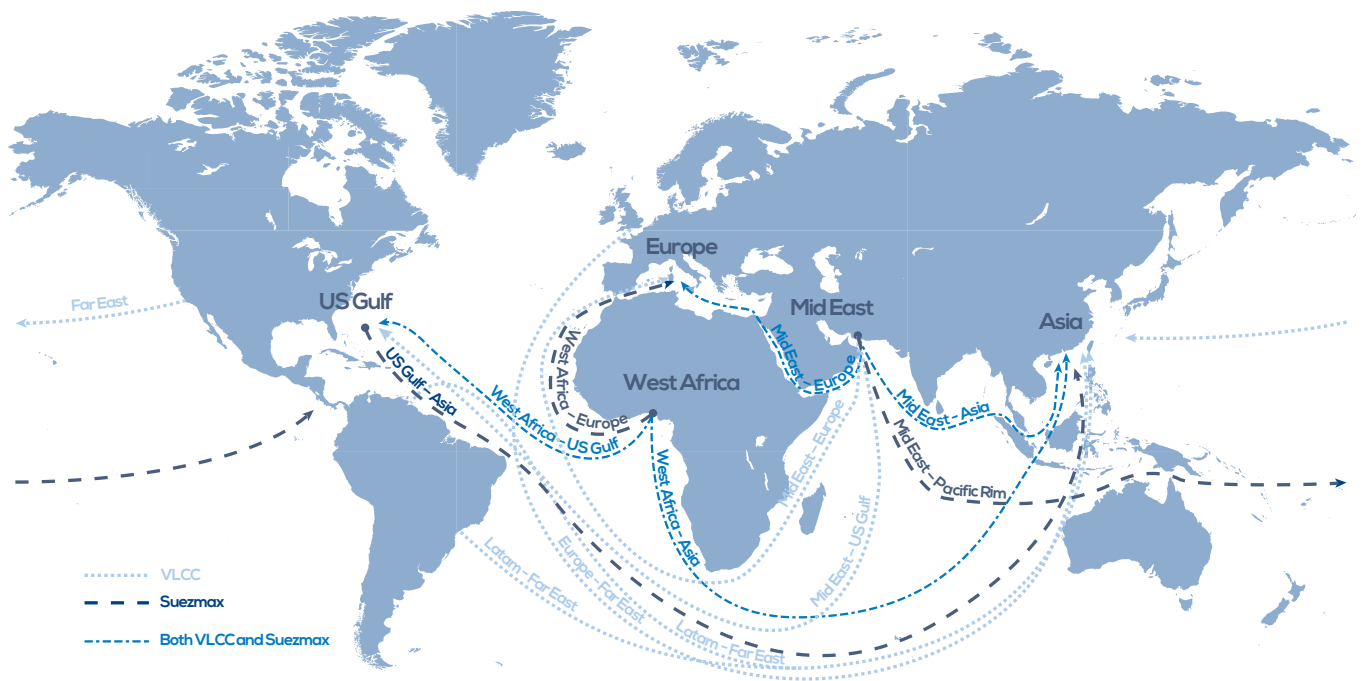 Europe
Far East
US Gulf
Mid East
Asia
West Africa – Europe
Mid East – Europe
US Gulf – Asia
West Africa
West Africa – US Gulf
Mid East – Asia
Mid East – Europe
Mid East – Pacific Rim
West Africa – Asia
Mid East – US Gulf
Latam – Far East
Europe – Far East
Latam – Far East
VLCC
Suezmax
Both VLCC and Suezmax